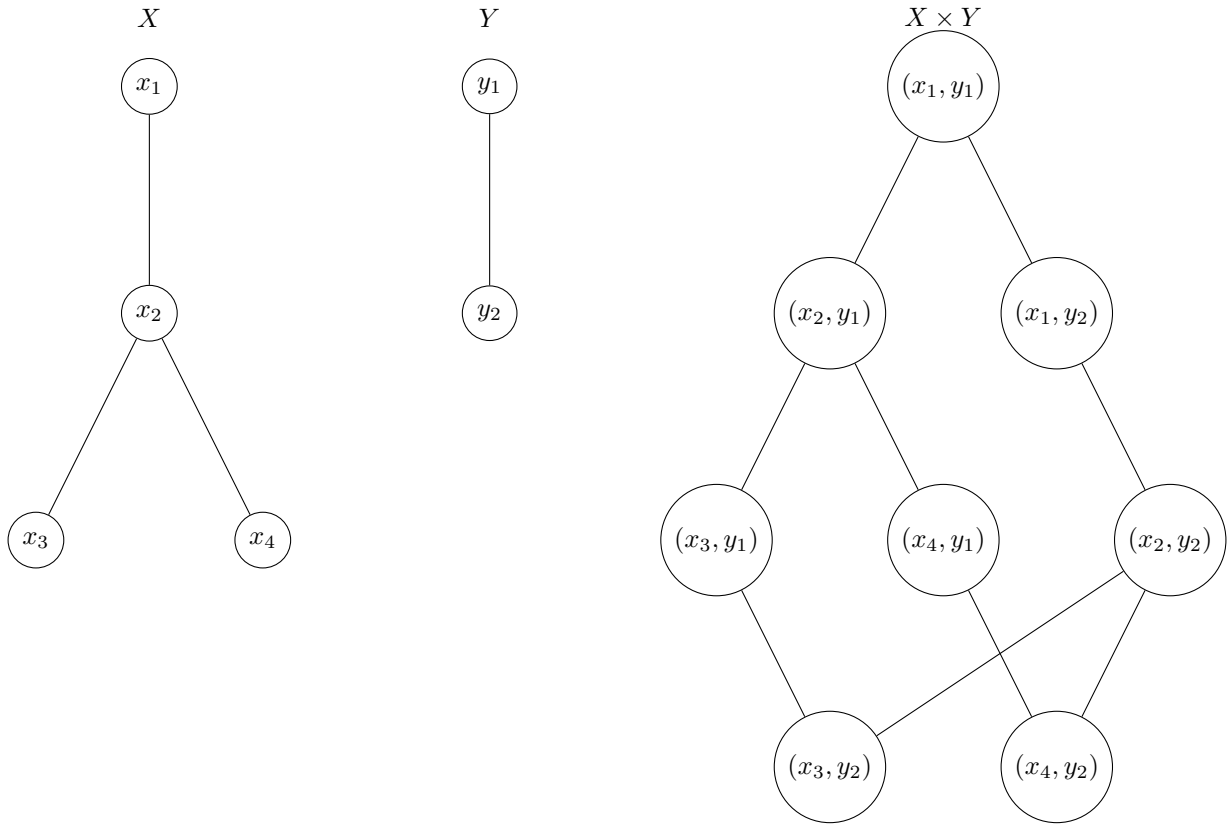 X Y X × Y
x₁ y₁ (x₁, y₁)
x₂ y₂ (x₂, y₁) (x₁, y₂)
x₃ x₄ (x₃, y₁) (x₄, y₁) (x₂, y₂)
(x₃, y₂) (x₄, y₂)